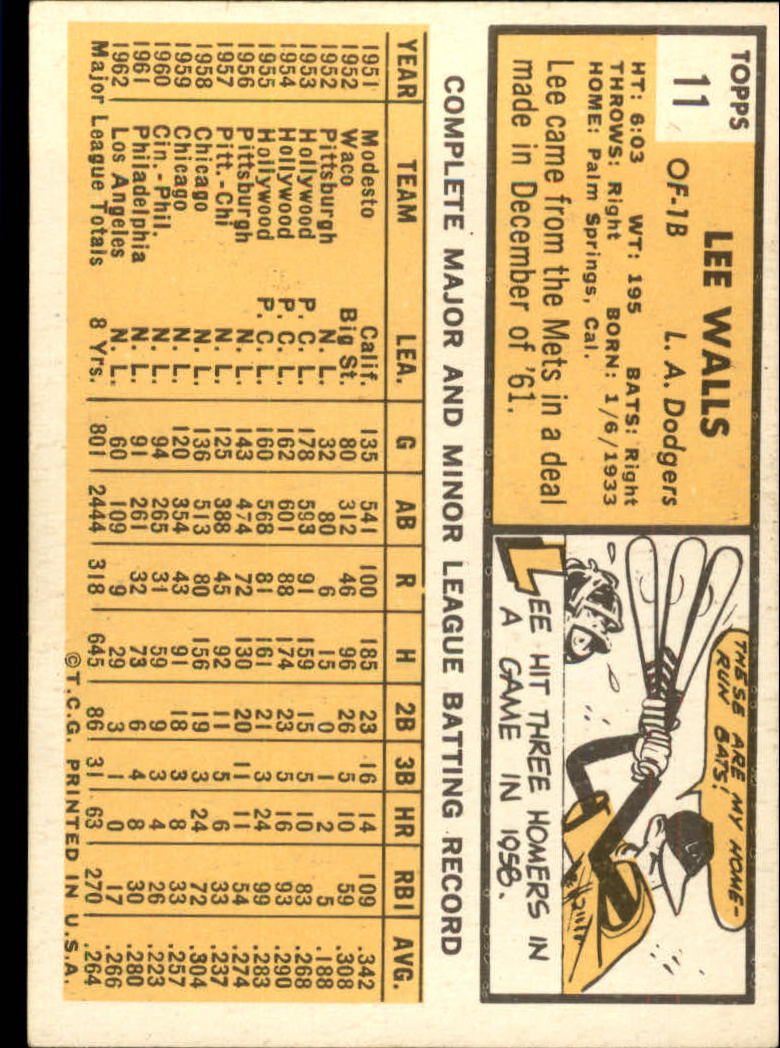 TOPPS
11
LEE WALLS
OF-1B L. A. Dodgers
HT: 6:03 WT: 195 BATS: Right
THROWS: Right BORN: 1/6/1933
HOME: Palm Springs, Cal.
Lee came from the Mets in a deal
made in December of '61.
THESE ARE MY HOME-
RUN BATS!
LA
LEE HIT THREE HOMERS IN
A GAME IN 1958.
COMPLETE MAJOR AND MINOR LEAGUE BATTING RECORD
YEAR TEAM LEA. G AB R H 2B 3B HR RBI AVG.
1951 Modesto Calif. 135 541 100 185 23 16 14 109 .342
1952 Waco Big St. 80 312 46 96 26 5 10 59 .308
1952 Pittsburgh N. L. 32 80 6 15 0 1 2 5 .188
1953 Hollywood P. C. L. 178 593 91 159 15 5 10 83 .268
1954 Hollywood P. C. L. 162 601 88 174 23 5 16 93 .290
1955 Hollywood P. C. L. 160 568 81 161 21 3 24 99 .283
1956 Pittsburgh N. L. 143 474 72 130 20 11 11 54 .274
1957 Pitt.-Chi N. L. 125 388 45 92 11 5 6 33 .237
1958 Chicago N. L. 136 513 80 156 19 3 24 72 .304
1959 Chicago N. L. 120 354 43 91 18 3 8 33 .257
1960 Cin.-Phil. N. L. 94 265 31 59 9 3 4 26 .223
1961 Philadelphia N. L. 91 261 32 73 6 4 8 30 .280
1962 Los Angeles N. L. 60 109 9 29 3 1 0 17 .266
Major League Totals 8 Yrs. 801 2444 318 645 86 31 63 270 .264
©T.C.G. PRINTED IN U.S.A.